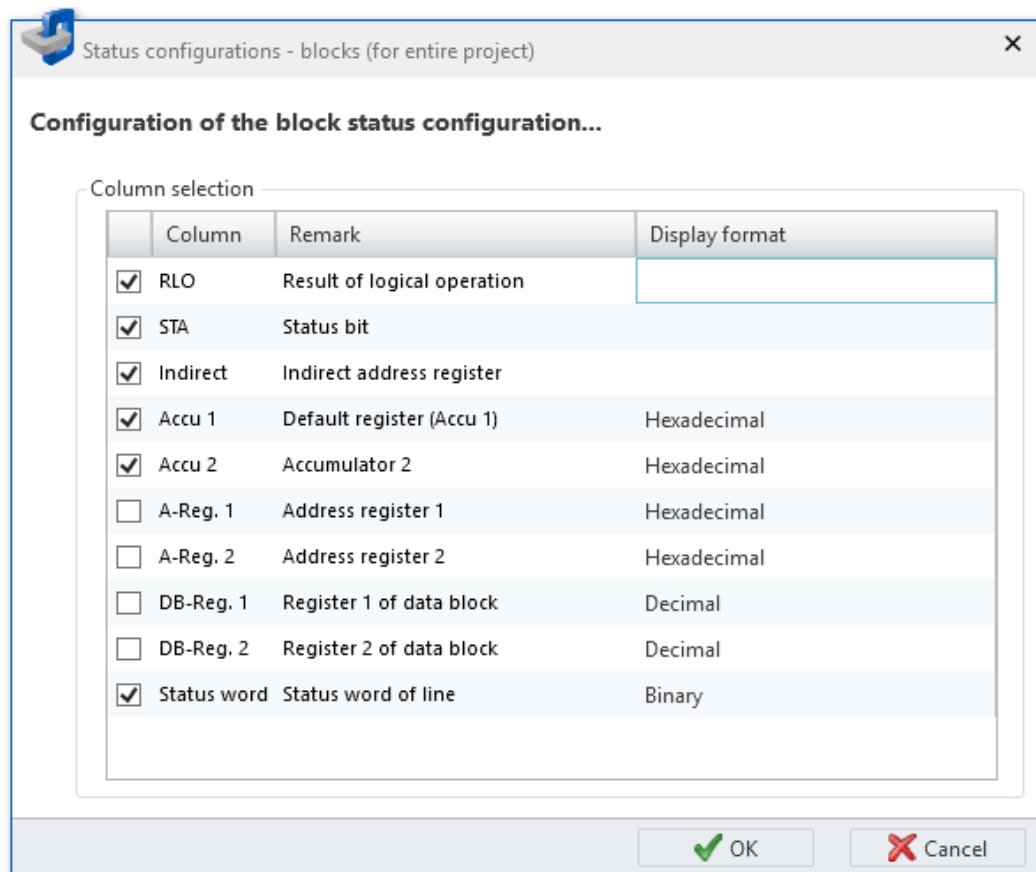 Status configurations - blocks (for entire project)
Configuration of the block status configuration...
Column selection
Column Remark Display format
RLO Result of logical operation
STA Status bit
Indirect Indirect address register
Accu 1 Default register (Accu 1) Hexadecimal
Accu 2 Accumulator 2 Hexadecimal
A-Reg. 1 Address register 1 Hexadecimal
A-Reg. 2 Address register 2 Hexadecimal
DB-Reg. 1 Register 1 of data block Decimal
DB-Reg. 2 Register 2 of data block Decimal
Status word Status word of line Binary
OK Cancel